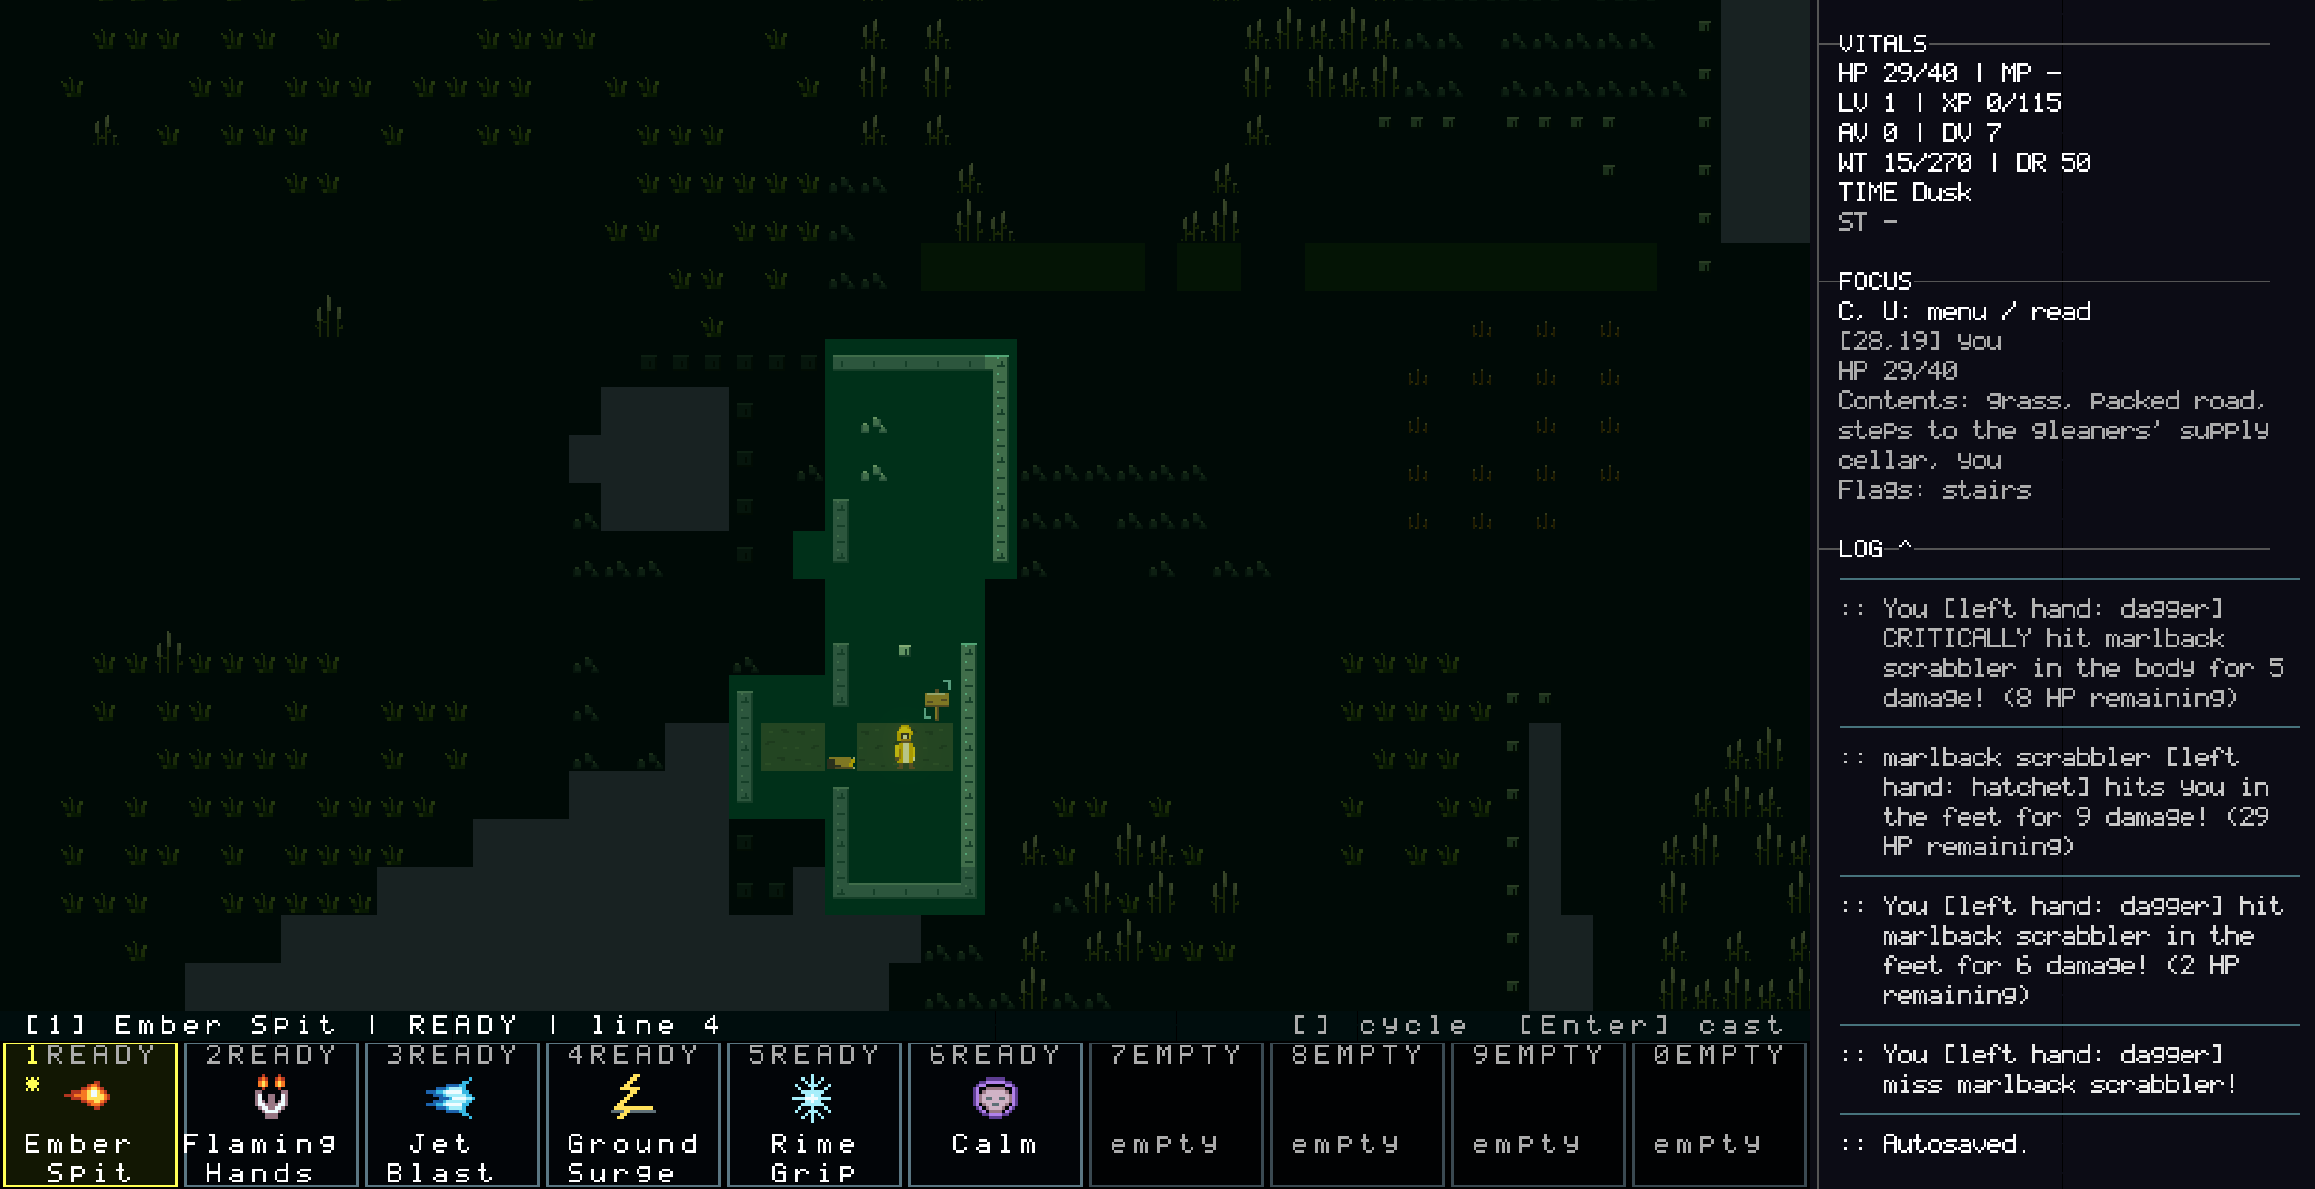 VITALS
HP 29/40 | MP -
LV 1 | XP 0/115
AV 0 | DV 7
WT 15/270 | DR 50
TIME Dusk
ST -
FOCUS
C, U: menu / read
[28,19] you
HP 29/40
Contents: grass, packed road,
steps to the gleaners' supply
cellar, you
Flags: stairs
LOG ^
:: You [left hand: dagger]
CRITICALLY hit marlback
scrabbler in the body for 5
damage! (8 HP remaining)
:: marlback scrabbler [left
hand: hatchet] hits you in
the feet for 9 damage! (29
HP remaining)
:: You [left hand: dagger] hit
marlback scrabbler in the
feet for 6 damage! (2 HP
remaining)
:: You [left hand: dagger]
miss marlback scrabbler!
:: Autosaved.
[1] Ember Spit | READY | line 4
[] cycle [Enter] cast
1READY
Ember
Spit
2READY
Flaming
Hands
3READY
Jet
Blast
4READY
Ground
Surge
5READY
Rime
Grip
6READY
Calm
7EMPTY
empty
8EMPTY
empty
9EMPTY
empty
0EMPTY
empty